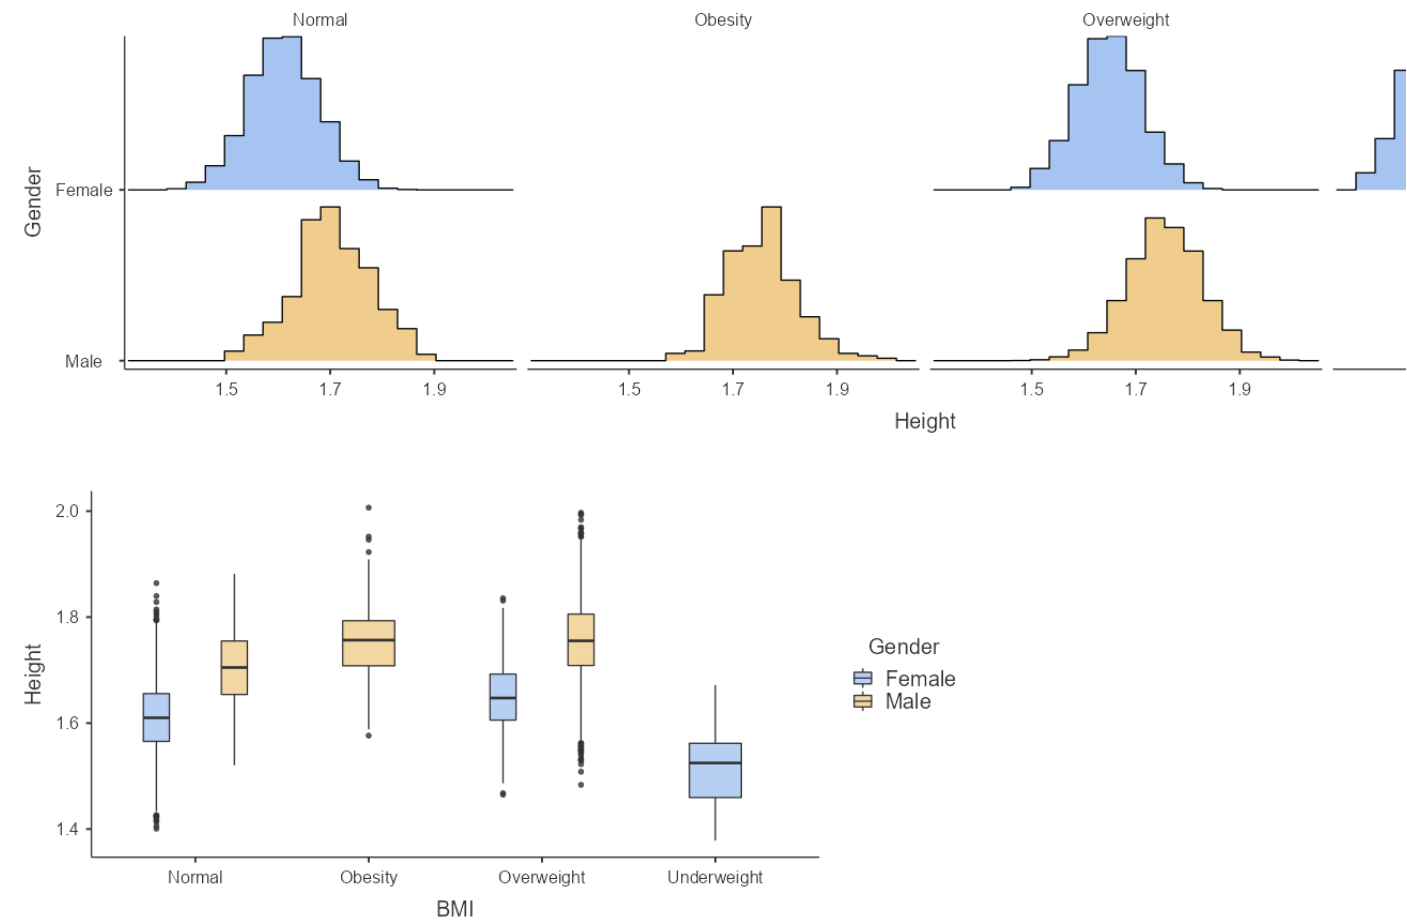 Normal Obesity Overweight
Gender
Female
Male
1.5 1.7 1.9 1.5 1.7 1.9 1.5 1.7 1.9
Height
2.0
1.8
1.6
1.4
Height
Normal Obesity Overweight Underweight
BMI
Gender
Female
Male